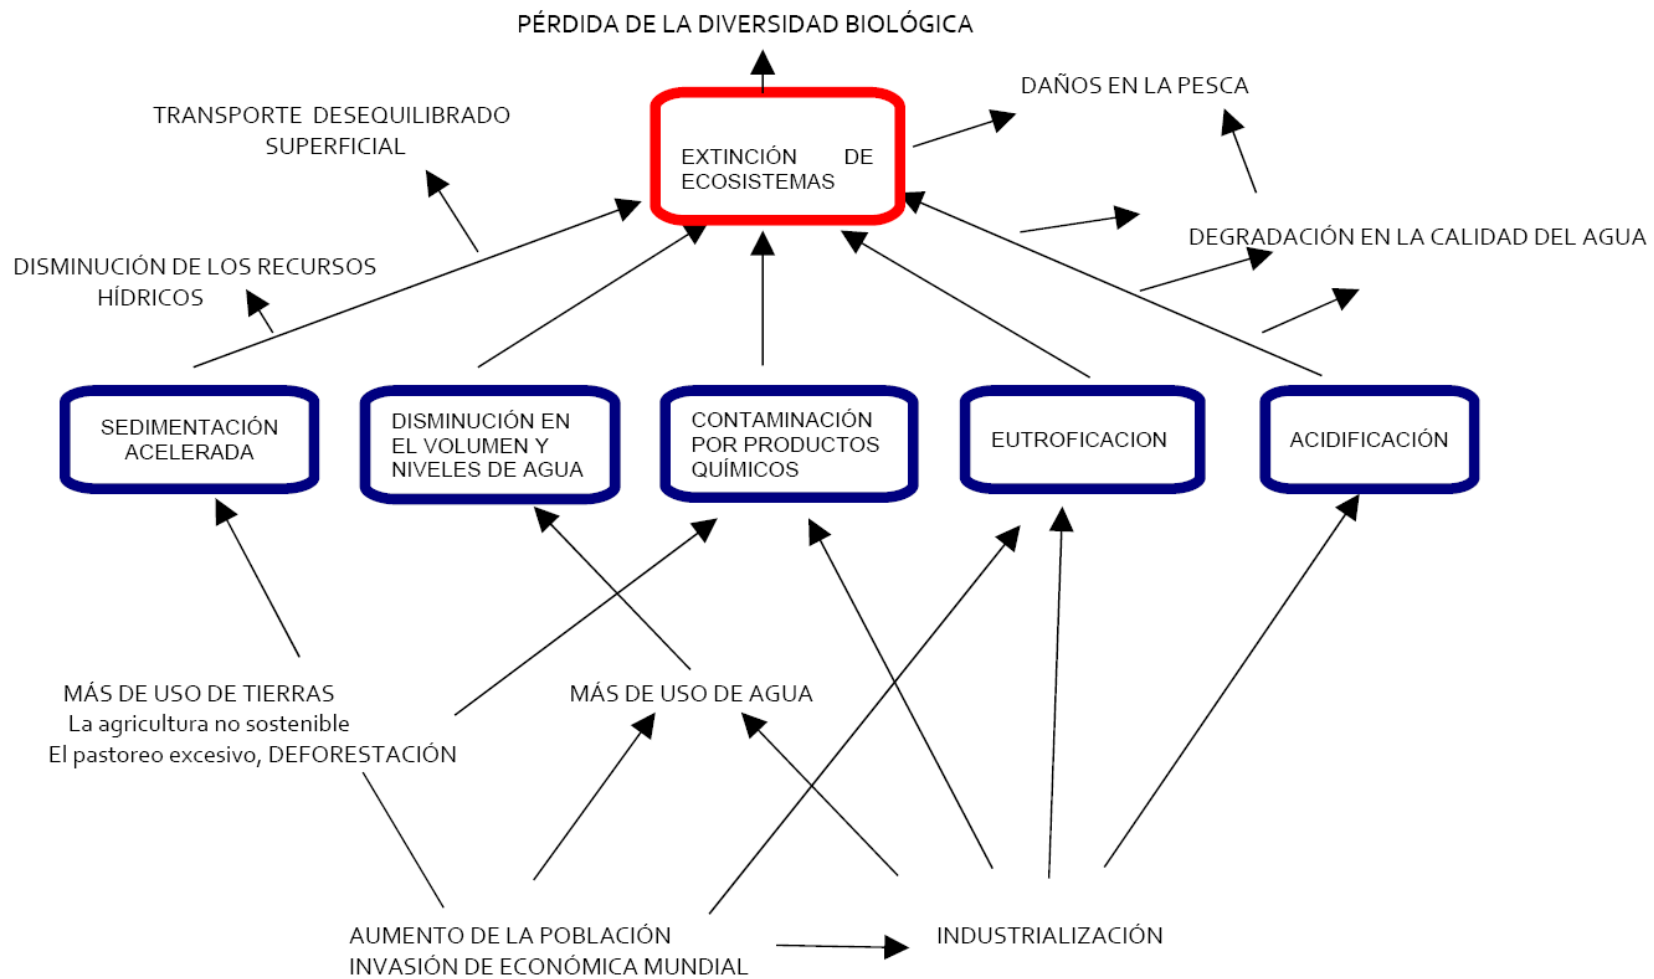 PÉRDIDA DE LA DIVERSIDAD BIOLÓGICA
DAÑOS EN LA PESCA
TRANSPORTE DESEQUILIBRADO
SUPERFICIAL
EXTINCIÓN DE
ECOSISTEMAS
DEGRADACIÓN EN LA CALIDAD DEL AGUA
DISMINUCIÓN DE LOS RECURSOS
HÍDRICOS
SEDIMENTACIÓN
ACELERADA
DISMINUCIÓN EN
EL VOLUMEN Y
NIVELES DE AGUA
CONTAMINACIÓN
POR PRODUCTOS
QUÍMICOS
EUTROFICACION
ACIDIFICACIÓN
MÁS DE USO DE TIERRAS
La agricultura no sostenible
El pastoreo excesivo, DEFORESTACIÓN
MÁS DE USO DE AGUA
AUMENTO DE LA POBLACIÓN
INVASIÓN DE ECONÓMICA MUNDIAL
INDUSTRIALIZACIÓN